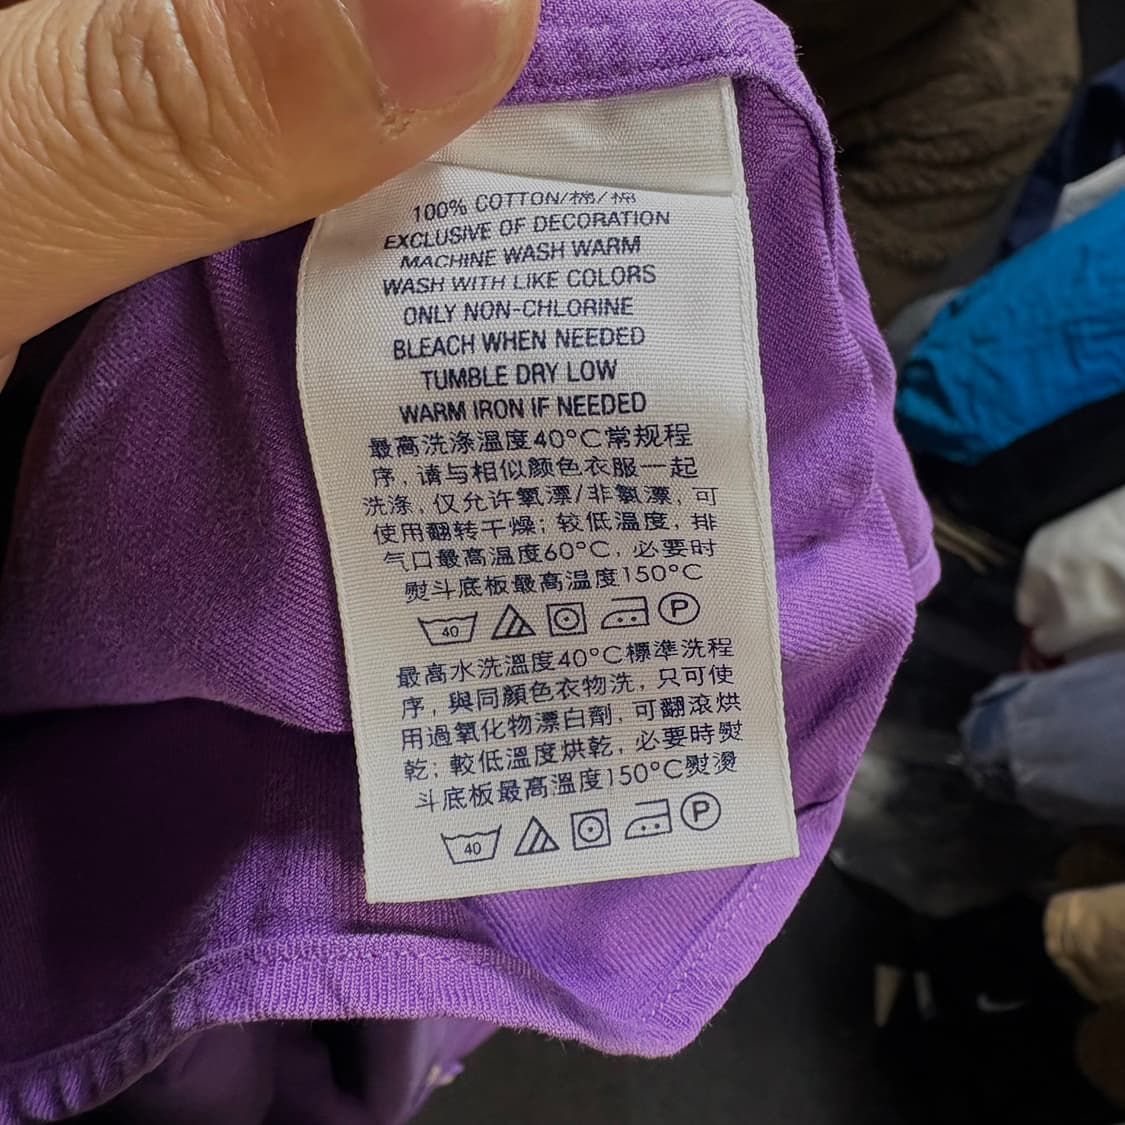 100% COTTON/棉/棉
EXCLUSIVE OF DECORATION
MACHINE WASH WARM
WASH WITH LIKE COLORS
ONLY NON-CHLORINE
BLEACH WHEN NEEDED
TUMBLE DRY LOW
WARM IRON IF NEEDED
最高洗涤温度40°C常规程
序，请与相似颜色衣服一起
洗涤，仅允许氧漂/非氯漂，可
使用翻转干燥；较低温度，排
气口最高温度60°C，必要时
熨斗底板最高温度150°C
40 P
最高水洗溫度40°C標準洗程
序，與同顏色衣物洗，只可使
用過氧化物漂白劑，可翻滾烘
乾；較低溫度烘乾，必要時熨
斗底板最高溫度150°C熨燙
40 P